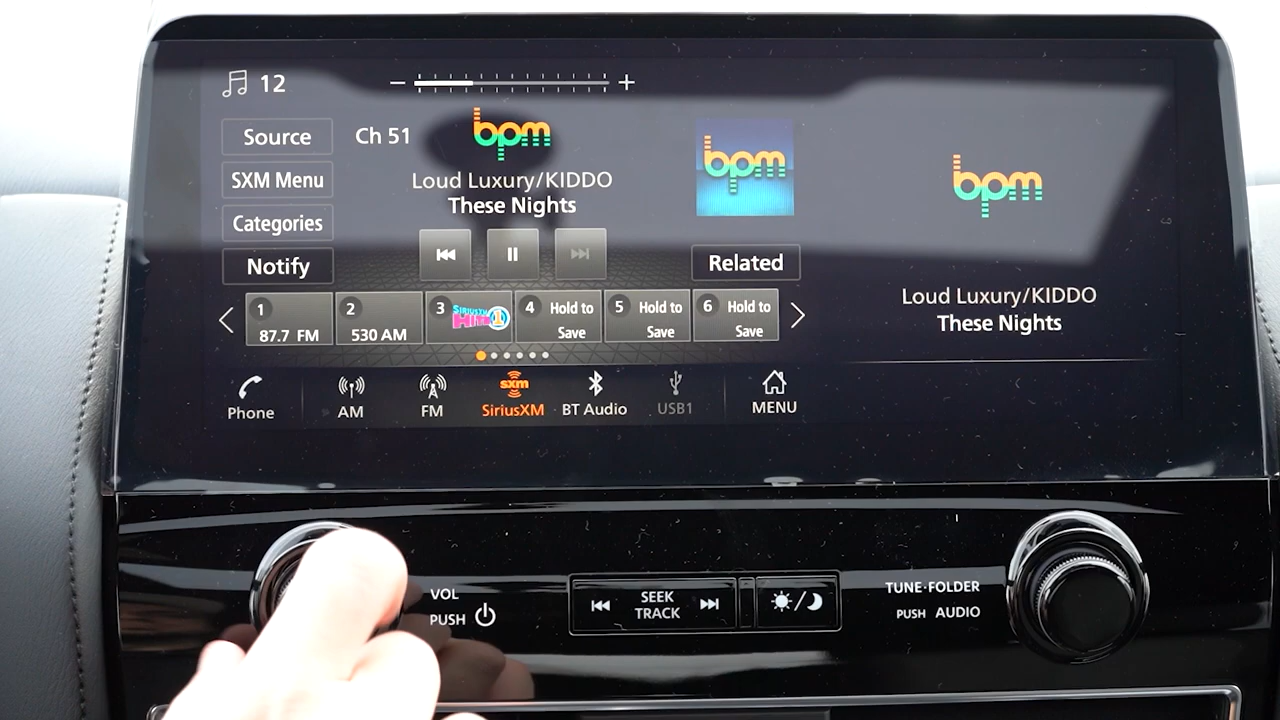 12
Source
Ch 51
bpm
bpm
bpm
SXM Menu
Loud Luxury/KIDDO
These Nights
Categories
Notify
Related
Loud Luxury/KIDDO
These Nights
1
87.7 FM
2
530 AM
3
SIRIUSXM
HITS 1
4
Hold to
Save
5
Hold to
Save
6
Hold to
Save
Phone
AM
FM
sxm
SiriusXM
BT Audio
USB1
MENU
VOL
PUSH
SEEK
TRACK
TUNE·FOLDER
PUSH AUDIO